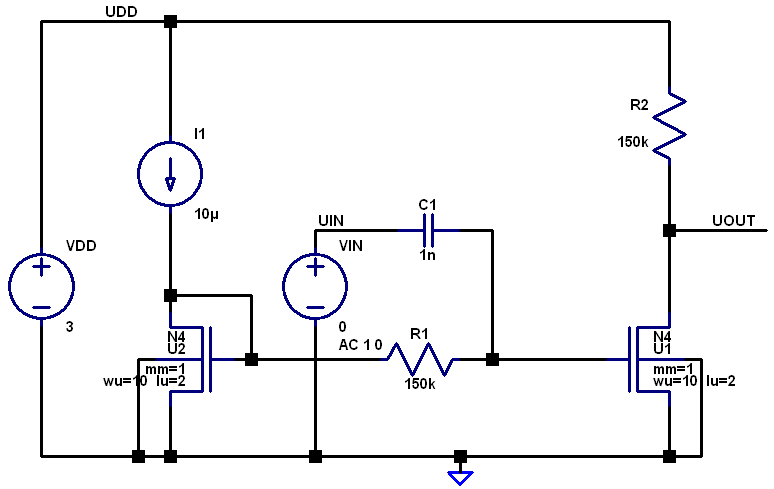 UDD
I1
R2
150k
10µ
C1
UIN
UOUT
VDD
VIN
1n
3
0
AC 1 0
R1
150k
N4
U2
mm=1
wu=10 lu=2
N4
U1
mm=1
wu=10 lu=2